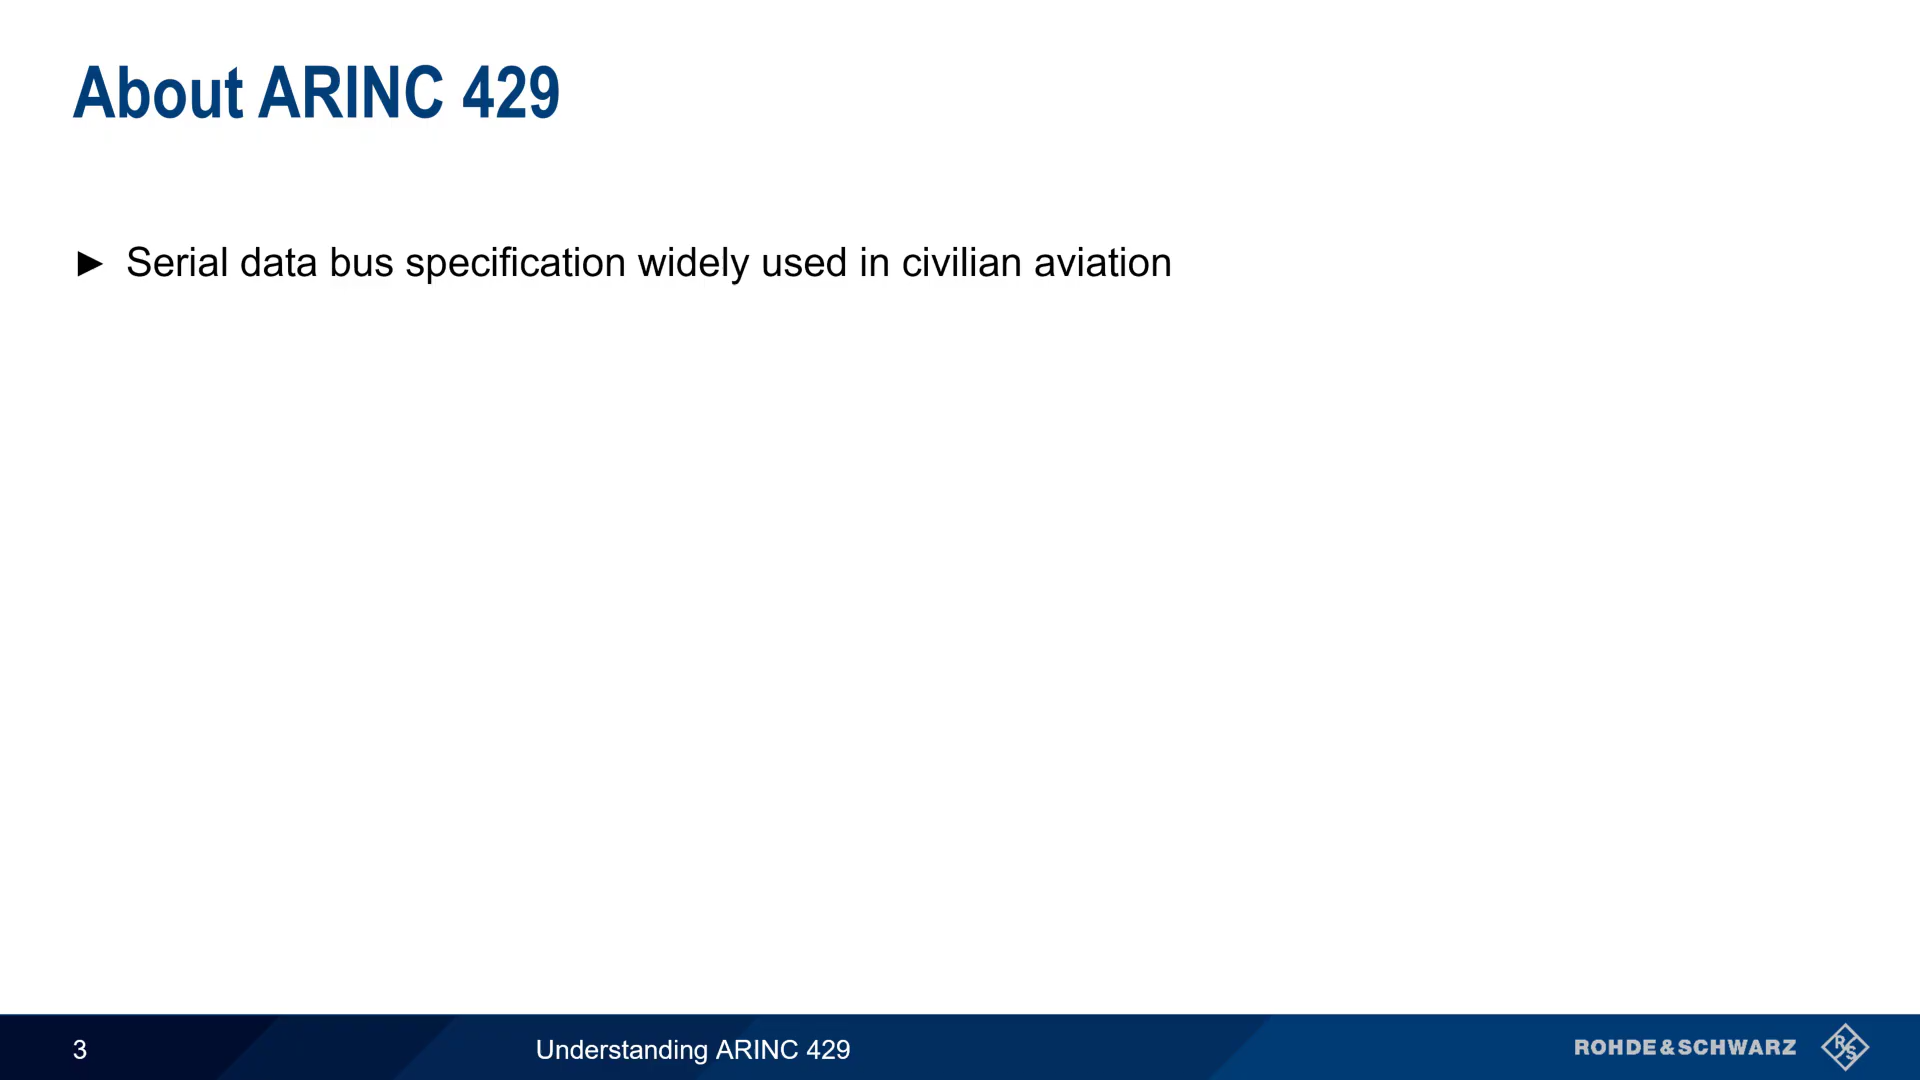 About ARINC 429
► Serial data bus specification widely used in civilian aviation
3
Understanding ARINC 429
ROHDE&SCHWARZ
R&S